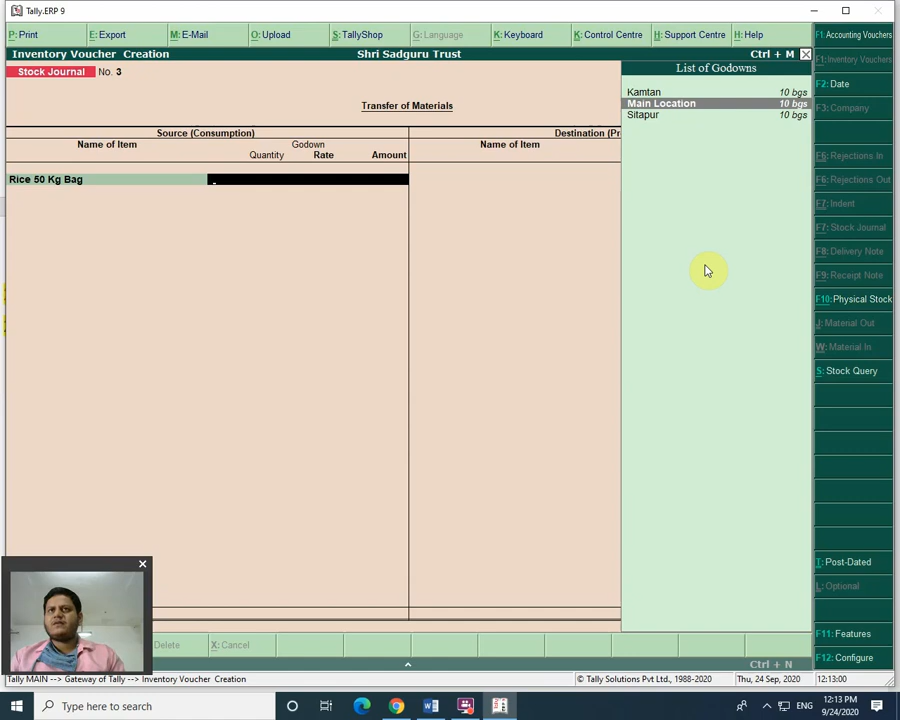 Tally.ERP 9
P: Print E: Export M: E-Mail O: Upload S: TallyShop G: Language K: Keyboard K: Control Centre H: Support Centre H: Help
F1: Accounting Vouchers
Inventory Voucher Creation Shri Sadguru Trust Ctrl + M
F1: Inventory Vouchers
Stock Journal No. 3
List of Godowns
F2: Date
Kamtan 10 bgs
Main Location 10 bgs
Sitapur 10 bgs
Transfer of Materials
F3: Company
Source (Consumption) Destination (Pr
Name of Item Godown Name of Item
Quantity Rate Amount
F5: Rejections In
Rice 50 Kg Bag
F6: Rejections Out
F7: Indent
F7: Stock Journal
F8: Delivery Note
F9: Receipt Note
F10: Physical Stock
J: Material Out
W: Material In
S: Stock Query
T: Post-Dated
L: Optional
F11: Features
Delete X: Cancel
F12: Configure
Ctrl + N
Tally MAIN --> Gateway of Tally --> Inventory Voucher Creation © Tally Solutions Pvt Ltd., 1988-2020 Thu, 24 Sep, 2020 12:13:00
Type here to search
ENG
12:13 PM
9/24/2020